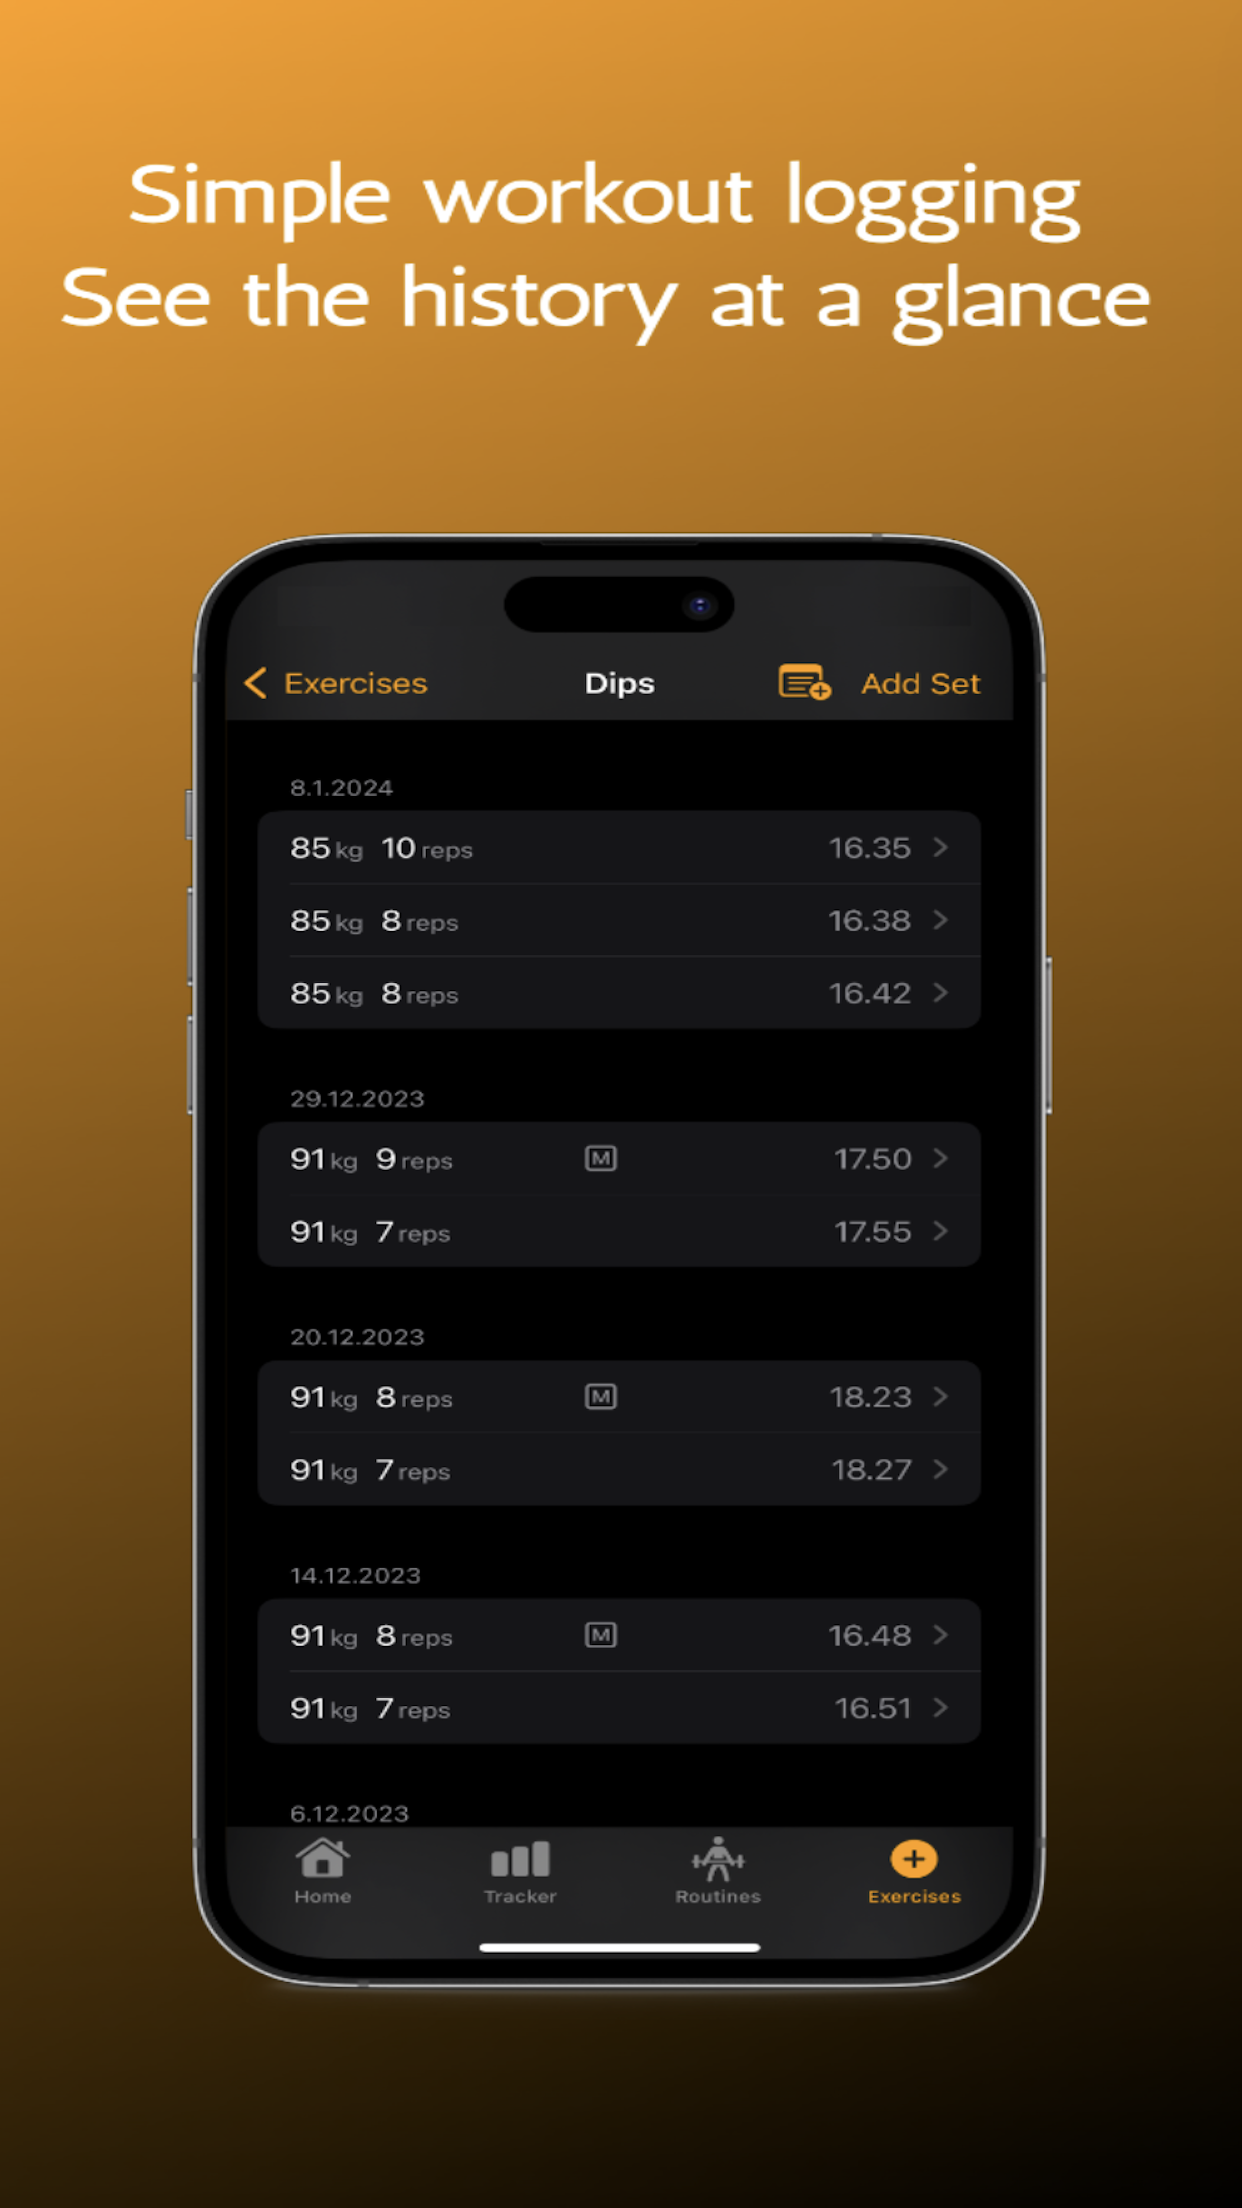 Simple workout logging
See the history at a glance
Exercises Dips Add Set
8.1.2024
85 kg 10 reps 16.35
85 kg 8 reps 16.38
85 kg 8 reps 16.42
29.12.2023
91 kg 9 reps M 17.50
91 kg 7 reps 17.55
20.12.2023
91 kg 8 reps M 18.23
91 kg 7 reps 18.27
14.12.2023
91 kg 8 reps M 16.48
91 kg 7 reps 16.51
6.12.2023
Home Tracker Routines Exercises